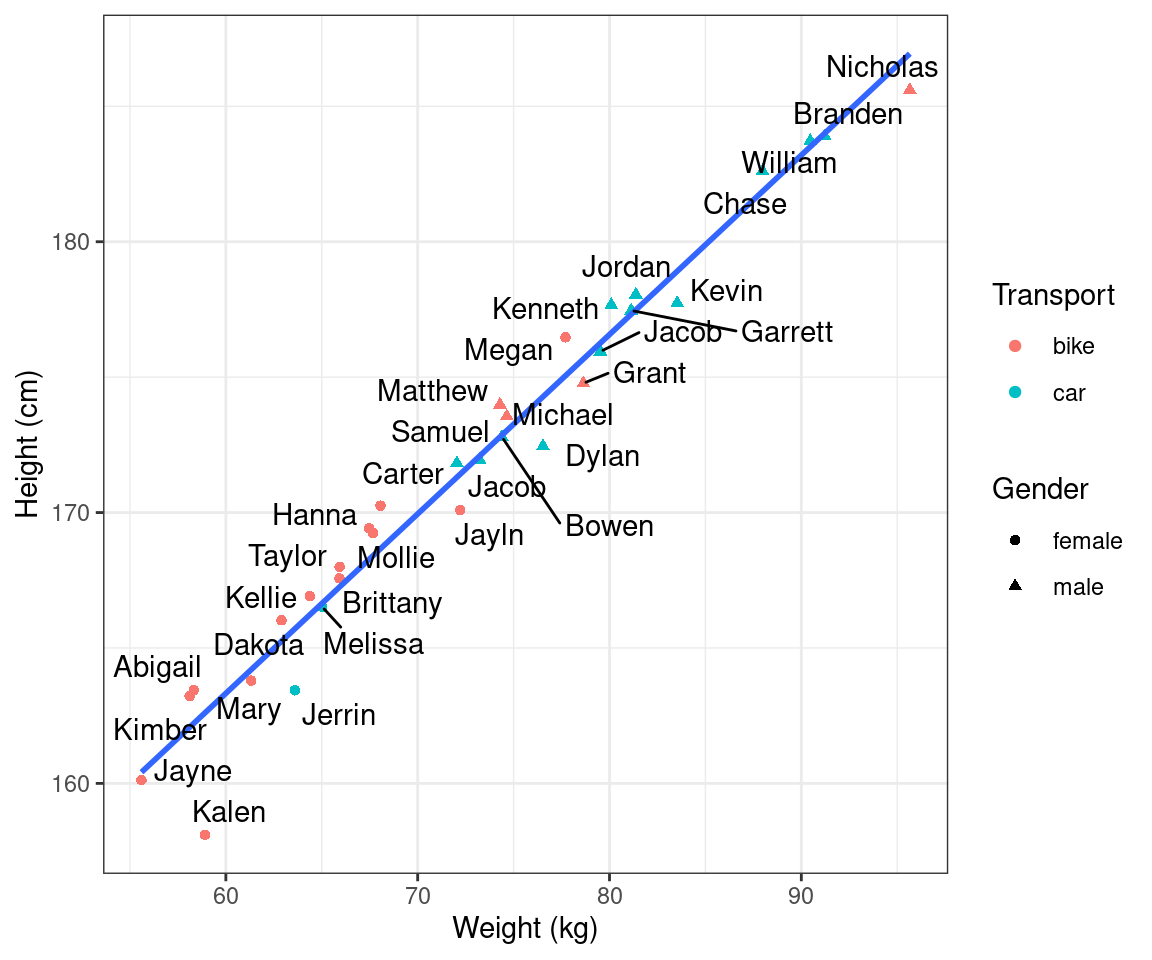 Nicholas
Branden
William
Chase
Jordan
Kevin
Kenneth
Jacob
Garrett
Megan
Grant
Matthew
Michael
Samuel
Dylan
Carter
Jacob
Hanna
Bowen
Jayln
Taylor
Mollie
Kellie
Brittany
Dakota
Melissa
Abigail
Mary
Jerrin
Kimber
Jayne
Kalen
180
170
160
Height (cm)
60
70
80
90
Weight (kg)
Transport
bike
car
Gender
female
male